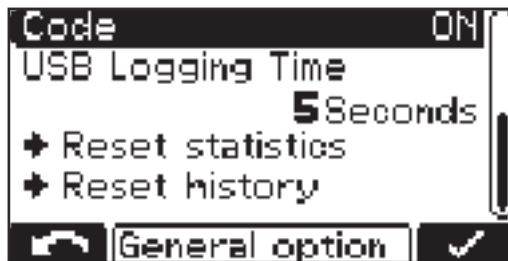 Code ON
USB Logging Time
5 Seconds
Reset statistics
Reset history
General option